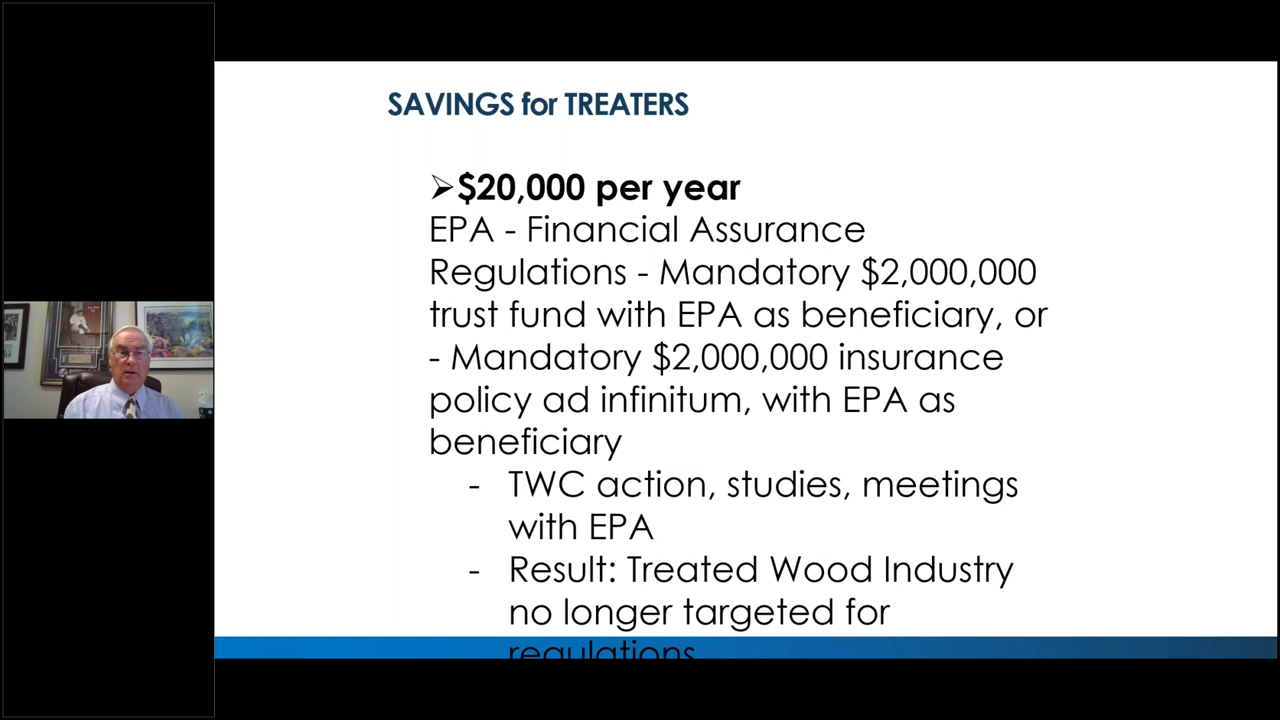 SAVINGS for TREATERS
➢$20,000 per year
EPA - Financial Assurance
Regulations - Mandatory $2,000,000
trust fund with EPA as beneficiary, or
- Mandatory $2,000,000 insurance
policy ad infinitum, with EPA as
beneficiary
- TWC action, studies, meetings
with EPA
- Result: Treated Wood Industry
no longer targeted for
regulations